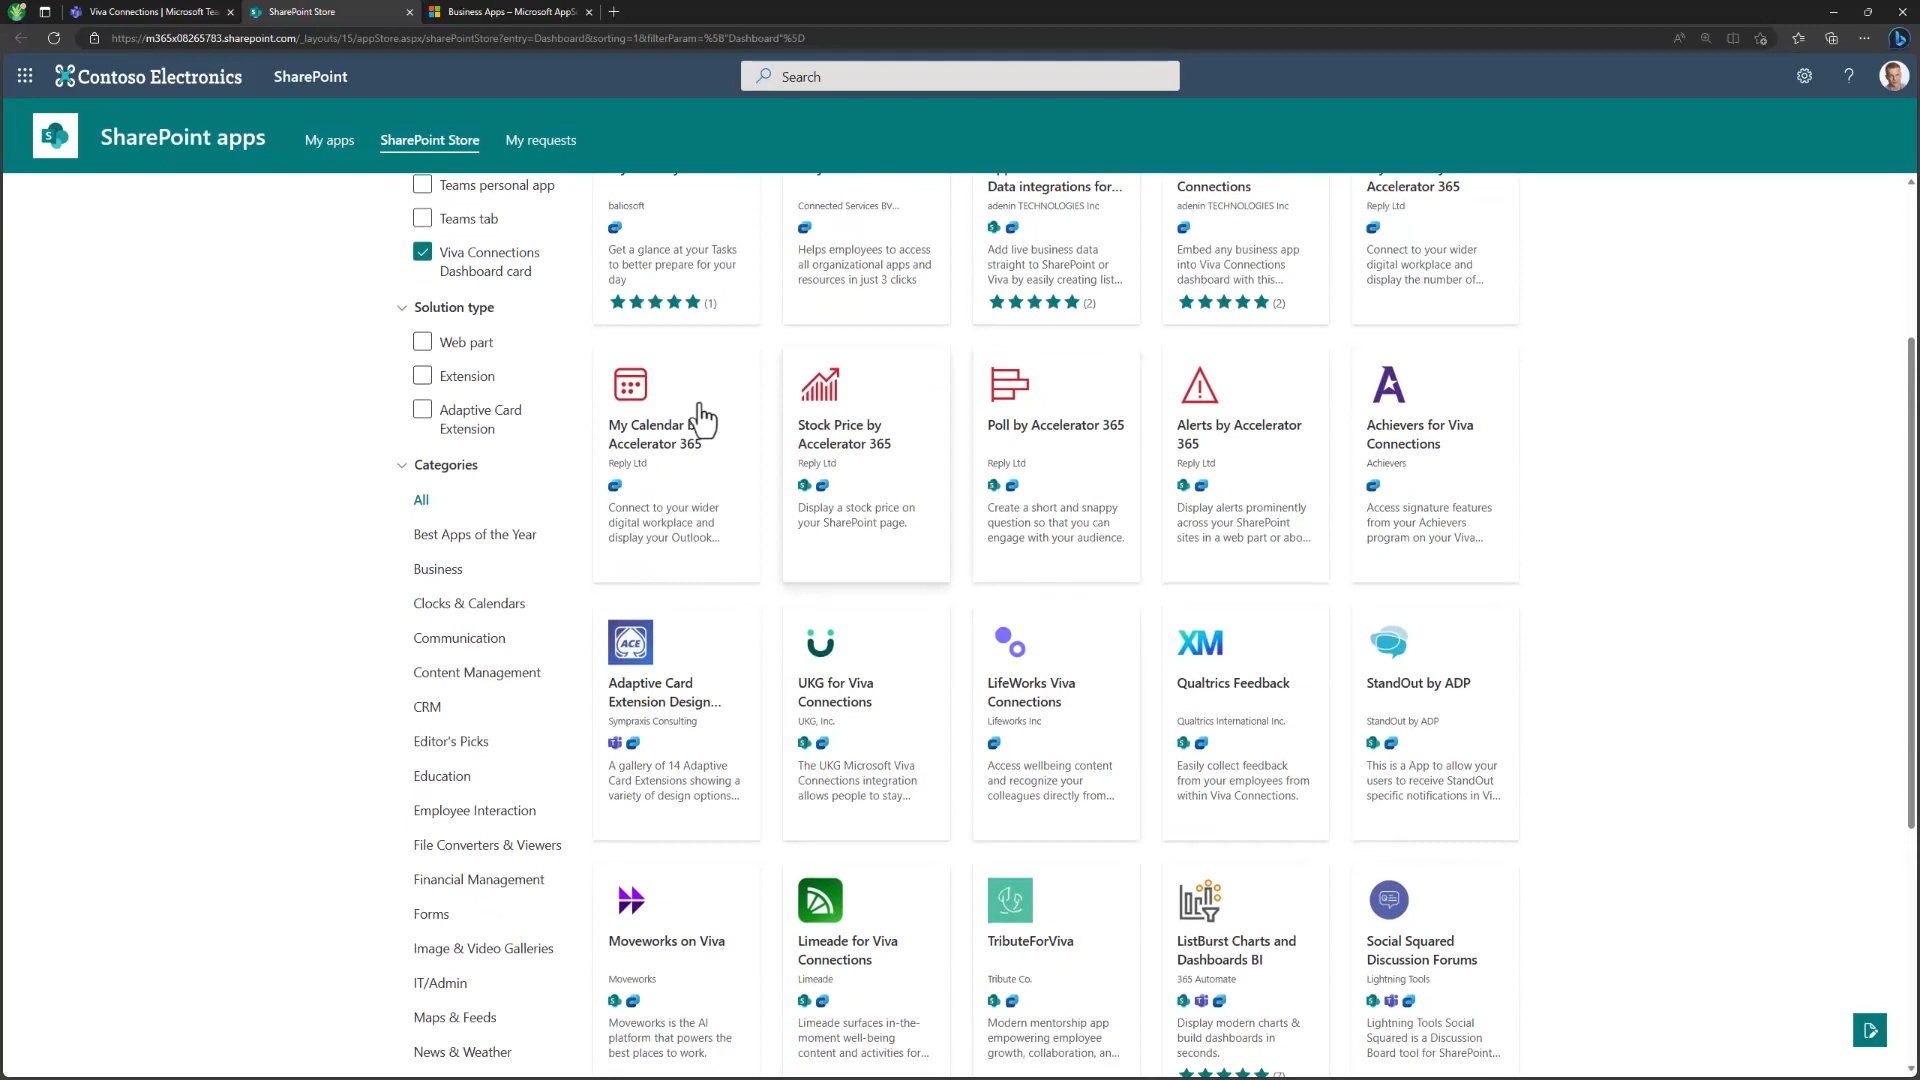 Viva Connections | Microsoft Tea
SharePoint Store
Business Apps – Microsoft AppS
https://m365x08265783.sharepoint.com/_layouts/15/appStore.aspx/sharePointStore?entry=Dashboard&sorting=1&filterParam=%5B"Dashboard"%5D
Contoso Electronics
SharePoint
Search
SharePoint apps
My apps
SharePoint Store
My requests
Teams personal app
Teams tab
Viva Connections
Dashboard card
Solution type
Web part
Extension
Adaptive Card
Extension
Categories
All
Best Apps of the Year
Business
Clocks & Calendars
Communication
Content Management
CRM
Editor's Picks
Education
Employee Interaction
File Converters & Viewers
Financial Management
Forms
Image & Video Galleries
IT/Admin
Maps & Feeds
News & Weather
baliosoft
Get a glance at your Tasks
to better prepare for your
day
(1)
Connected Services BV...
Helps employees to access
all organizational apps and
resources in just 3 clicks
Data integrations for...
adenin TECHNOLOGIES Inc
Add live business data
straight to SharePoint or
Viva by easily creating list...
(2)
Connections
adenin TECHNOLOGIES Inc
Embed any business app
into Viva Connections
dashboard with this...
(2)
Accelerator 365
Reply Ltd
Connect to your wider
digital workplace and
display the number of...
My Calendar
Accelerator 365
Reply Ltd
Connect to your wider
digital workplace and
display your Outlook...
Stock Price by
Accelerator 365
Reply Ltd
Display a stock price on
your SharePoint page.
Poll by Accelerator 365
Reply Ltd
Create a short and snappy
question so that you can
engage with your audience.
Alerts by Accelerator
365
Reply Ltd
Display alerts prominently
across your SharePoint
sites in a web part or abo...
Achievers for Viva
Connections
Achievers
Access signature features
from your Achievers
program on your Viva...
ACE
Adaptive Card
Extension Design...
Sympraxis Consulting
A gallery of 14 Adaptive
Card Extensions showing a
variety of design options...
UKG for Viva
Connections
UKG, Inc.
The UKG Microsoft Viva
Connections integration
allows people to stay...
LifeWorks Viva
Connections
Lifeworks Inc
Access wellbeing content
and recognize your
colleagues directly from...
XM
Qualtrics Feedback
Qualtrics International Inc.
Easily collect feedback
from your employees from
within Viva Connections.
StandOut by ADP
StandOut by ADP
This is a App to allow your
users to receive StandOut
specific notifications in Vi...
Moveworks on Viva
Moveworks
Moveworks is the AI
platform that powers the
best places to work.
Limeade for Viva
Connections
Limeade
Limeade surfaces in-the-
moment well-being
content and activities for...
TributeForViva
Tribute Co.
Modern mentorship app
empowering employee
growth, collaboration, an...
ListBurst Charts and
Dashboards BI
365 Automate
Display modern charts &
build dashboards in
seconds.
Social Squared
Discussion Forums
Lightning Tools
Lightning Tools Social
Squared is a Discussion
Board tool for SharePoint...